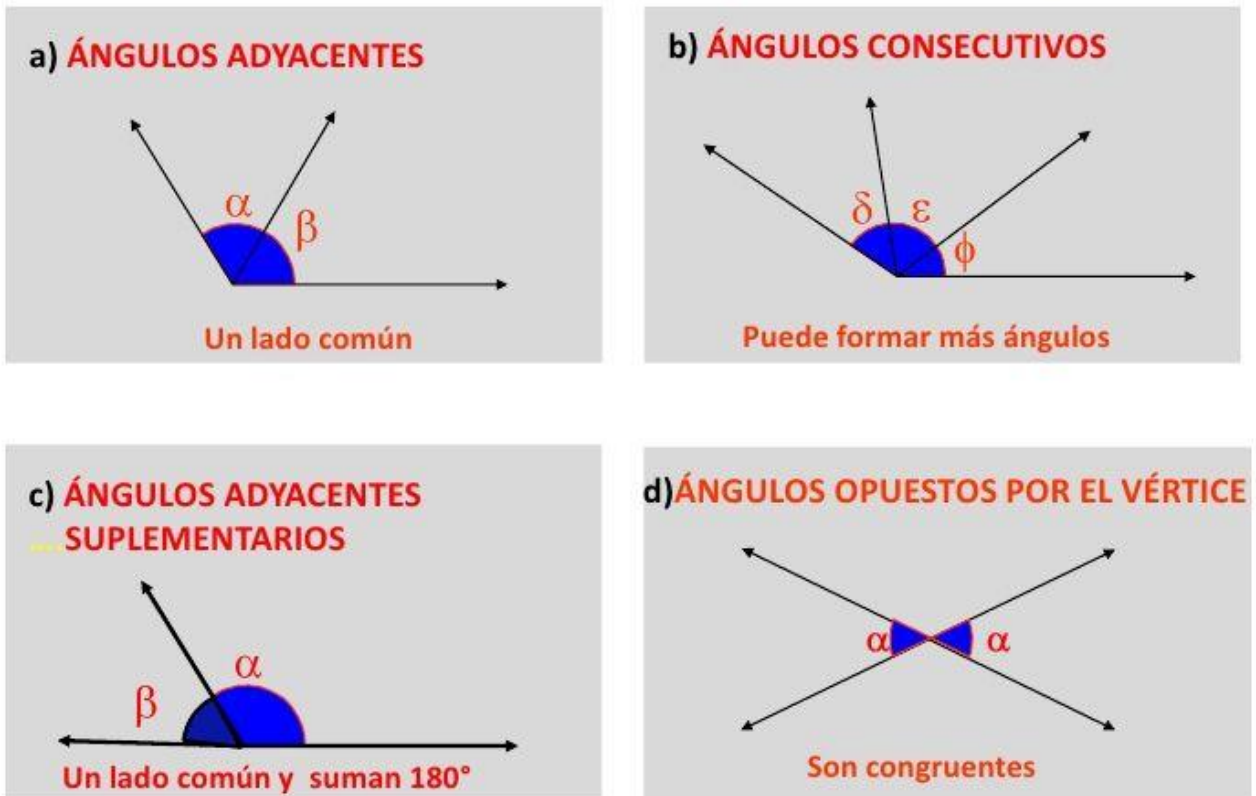 a) ÁNGULOS ADYACENTES
α
β
Un lado común
b) ÁNGULOS CONSECUTIVOS
δ ε
ϕ
Puede formar más ángulos
c) ÁNGULOS ADYACENTES
....SUPLEMENTARIOS
α
β
Un lado común y suman 180°
d)ÁNGULOS OPUESTOS POR EL VÉRTICE
α α
Son congruentes